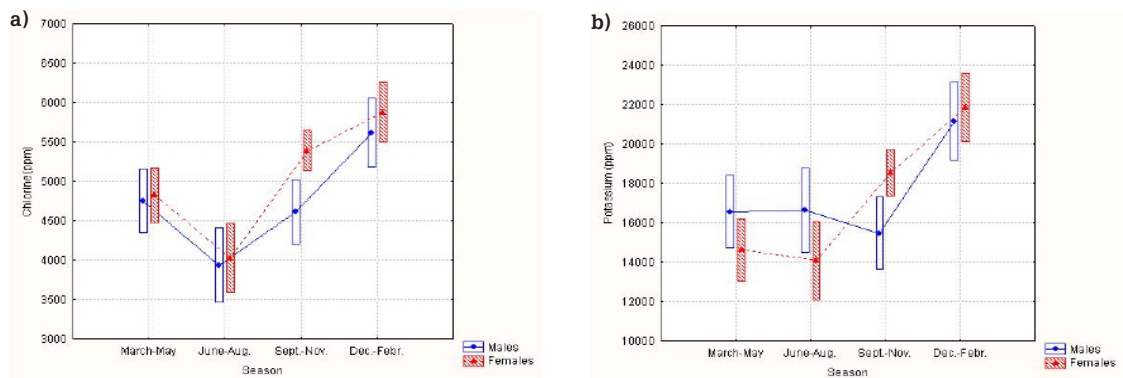 a)
7000
6500
6000
5500
5000
4500
4000
3500
3000
Chlorine(ppm)
March-May June-Aug. Sept.-Nov. Dec.-Febr.
Season
Males
Females
b)
26000
24000
22000
20000
18000
16000
14000
12000
10000
Potassium (ppm)
March-May June-Aug. Sept.-Nov. Dec.-Febr.
Season
Males
Females